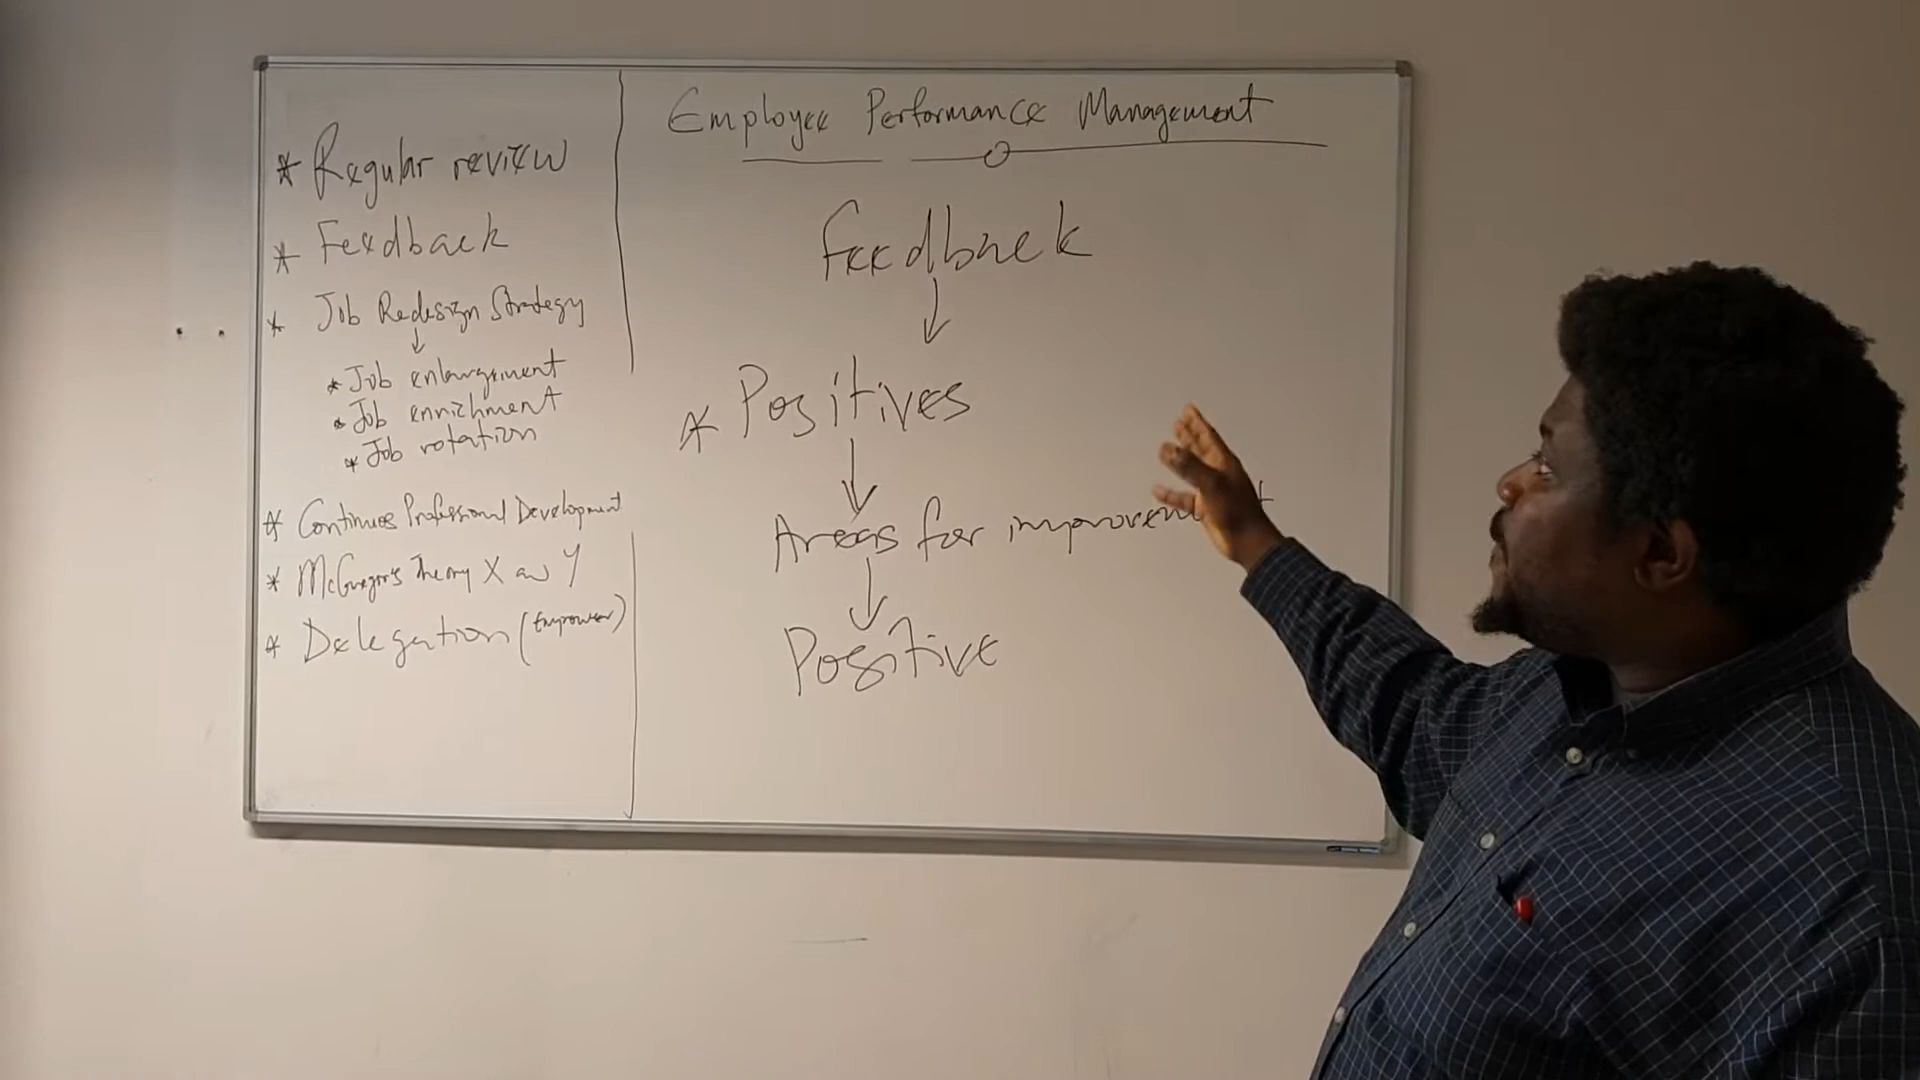 * Regular review
* Feedback
* Job Redesign Strategy
↓
* Job enlargement
* Job enrichment
* Job rotation
* Continues Professional Development
* McGregor's Theory X and Y
* Delegation (Empower)
Employee Performance Management
Feedback
↓
* Positives
↓
Areas for improvement
↓
Positive